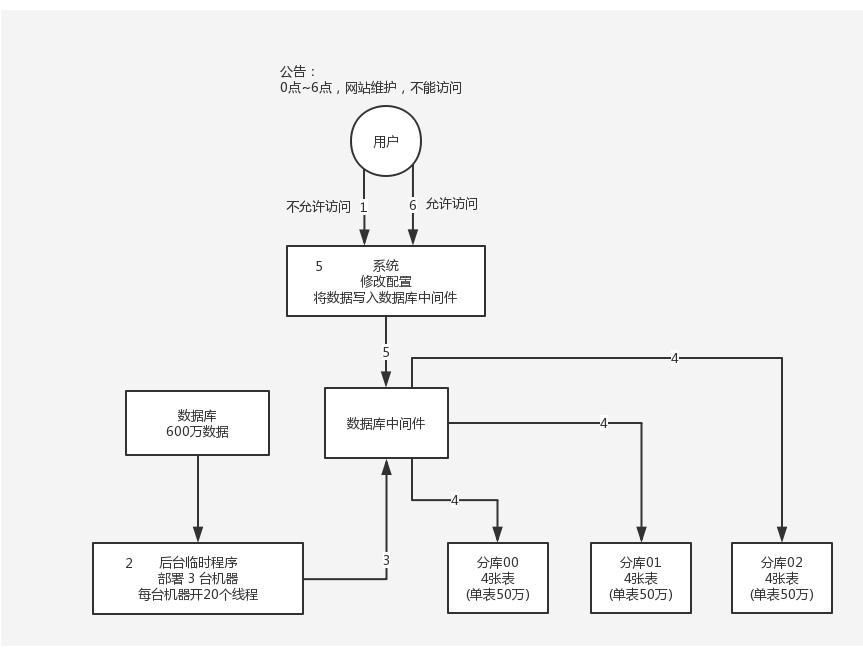 公告：
0点~6点，网站维护，不能访问
用户
不允许访问 1
6 允许访问
5 系统
修改配置
将数据写入数据库中间件
5
4
数据库
600万数据
数据库中间件
4
4
3
2 后台临时程序
部署 3 台机器
每台机器开20个线程
分库00
4张表
(单表50万)
分库01
4张表
(单表50万)
分库02
4张表
(单表50万)